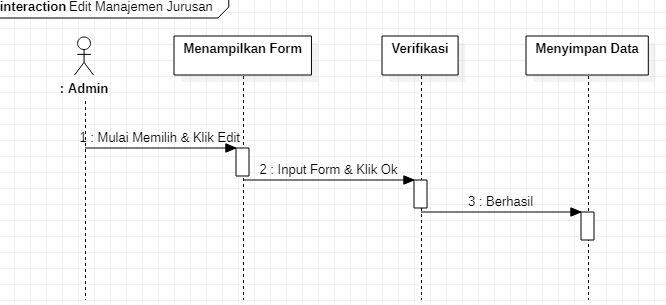 interaction Edit Manajemen Jurusan
Menampilkan Form
Verifikasi
Menyimpan Data
: Admin
1 : Mulai Memilih & Klik Edit
2 : Input Form & Klik Ok
3 : Berhasil